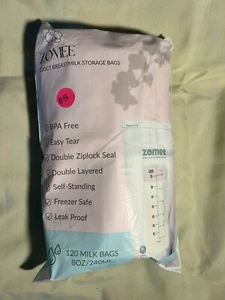 ZOMEE
BREASTMILK STORAGE BAGS
$5
BPA Free
Easy Tear
Double Ziplock Seal
Double Layered
Self-Standing
Freezer Safe
Leak Proof
zomee
120 MILK BAGS
8OZ/240ML